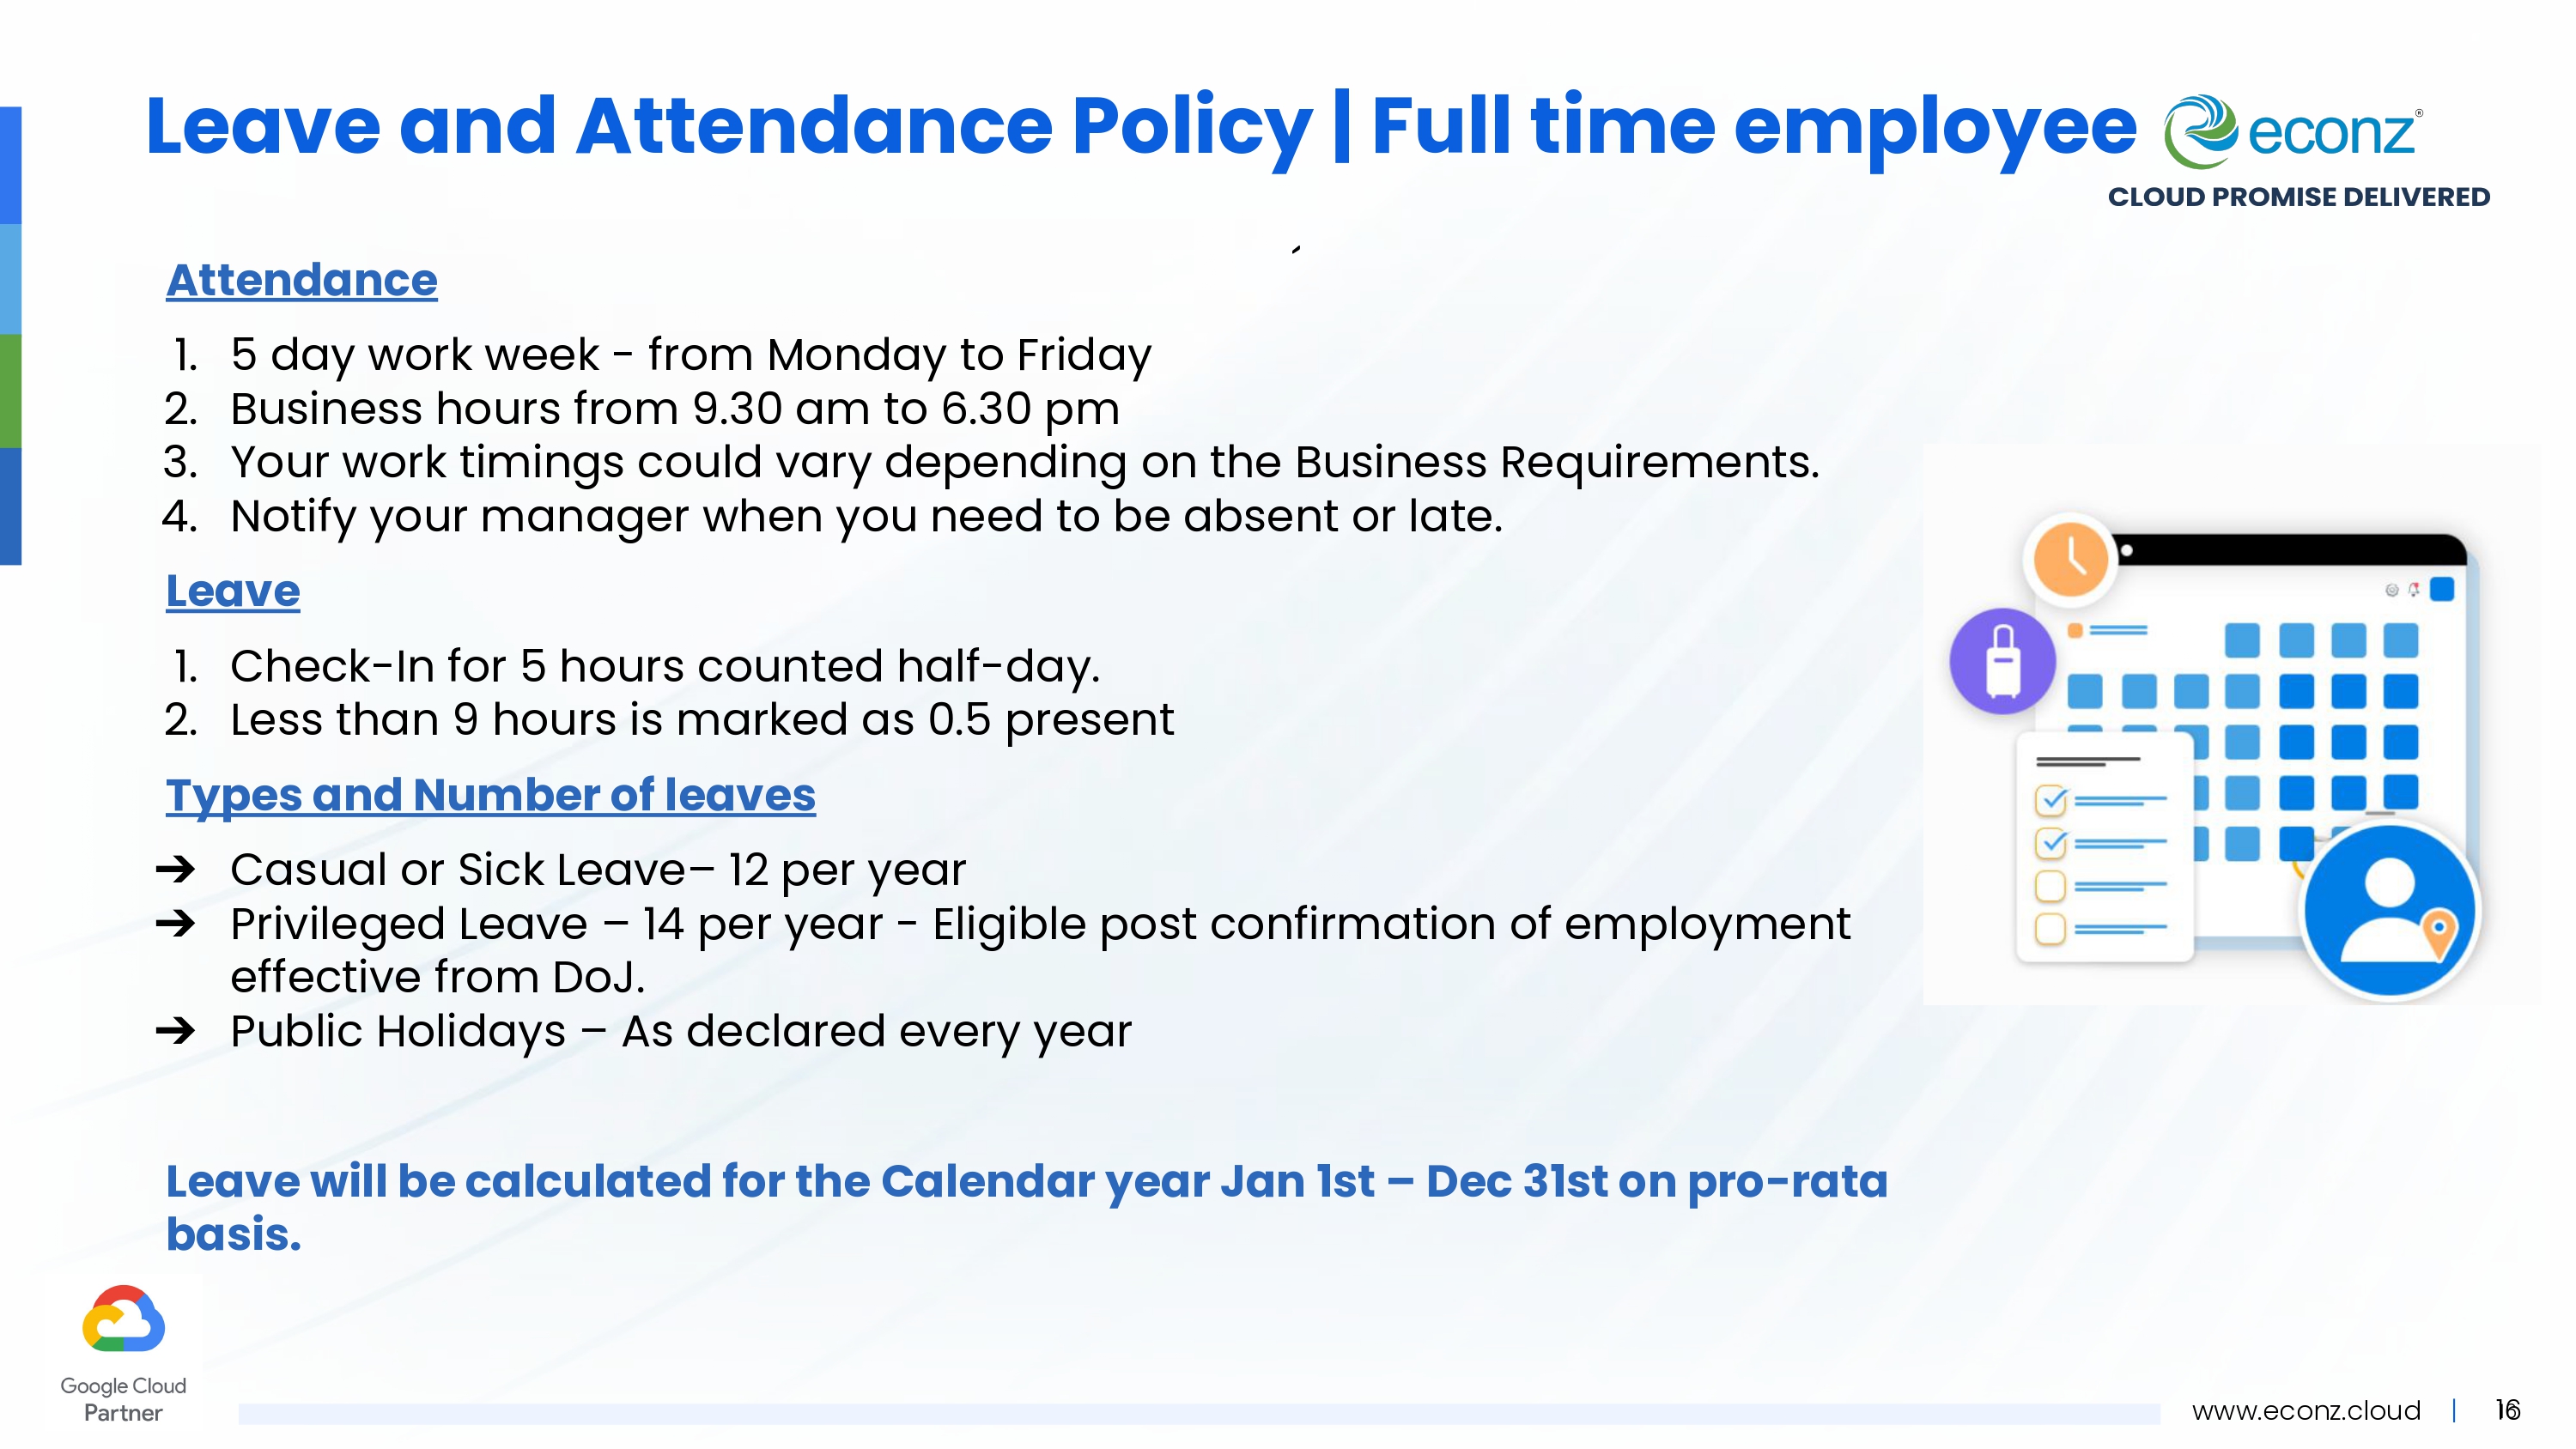 Leave and Attendance Policy | Full time employee
econz®
CLOUD PROMISE DELIVERED
Attendance
1. 5 day work week - from Monday to Friday
2. Business hours from 9.30 am to 6.30 pm
3. Your work timings could vary depending on the Business Requirements.
4. Notify your manager when you need to be absent or late.
Leave
1. Check-In for 5 hours counted half-day.
2. Less than 9 hours is marked as 0.5 present
Types and Number of leaves
➔ Casual or Sick Leave– 12 per year
➔ Privileged Leave – 14 per year - Eligible post confirmation of employment
effective from DoJ.
➔ Public Holidays – As declared every year
Leave will be calculated for the Calendar year Jan 1st – Dec 31st on pro-rata
basis.
Google Cloud
Partner
www.econz.cloud |